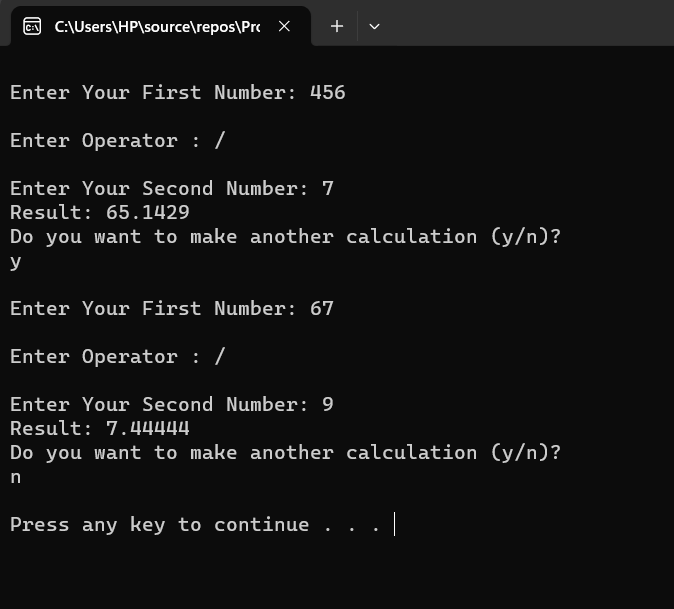 C:\Users\HP\source\repos\Prc
Enter Your First Number: 456
Enter Operator : /
Enter Your Second Number: 7
Result: 65.1429
Do you want to make another calculation (y/n)?
y
Enter Your First Number: 67
Enter Operator : /
Enter Your Second Number: 9
Result: 7.44444
Do you want to make another calculation (y/n)?
n
Press any key to continue . . .